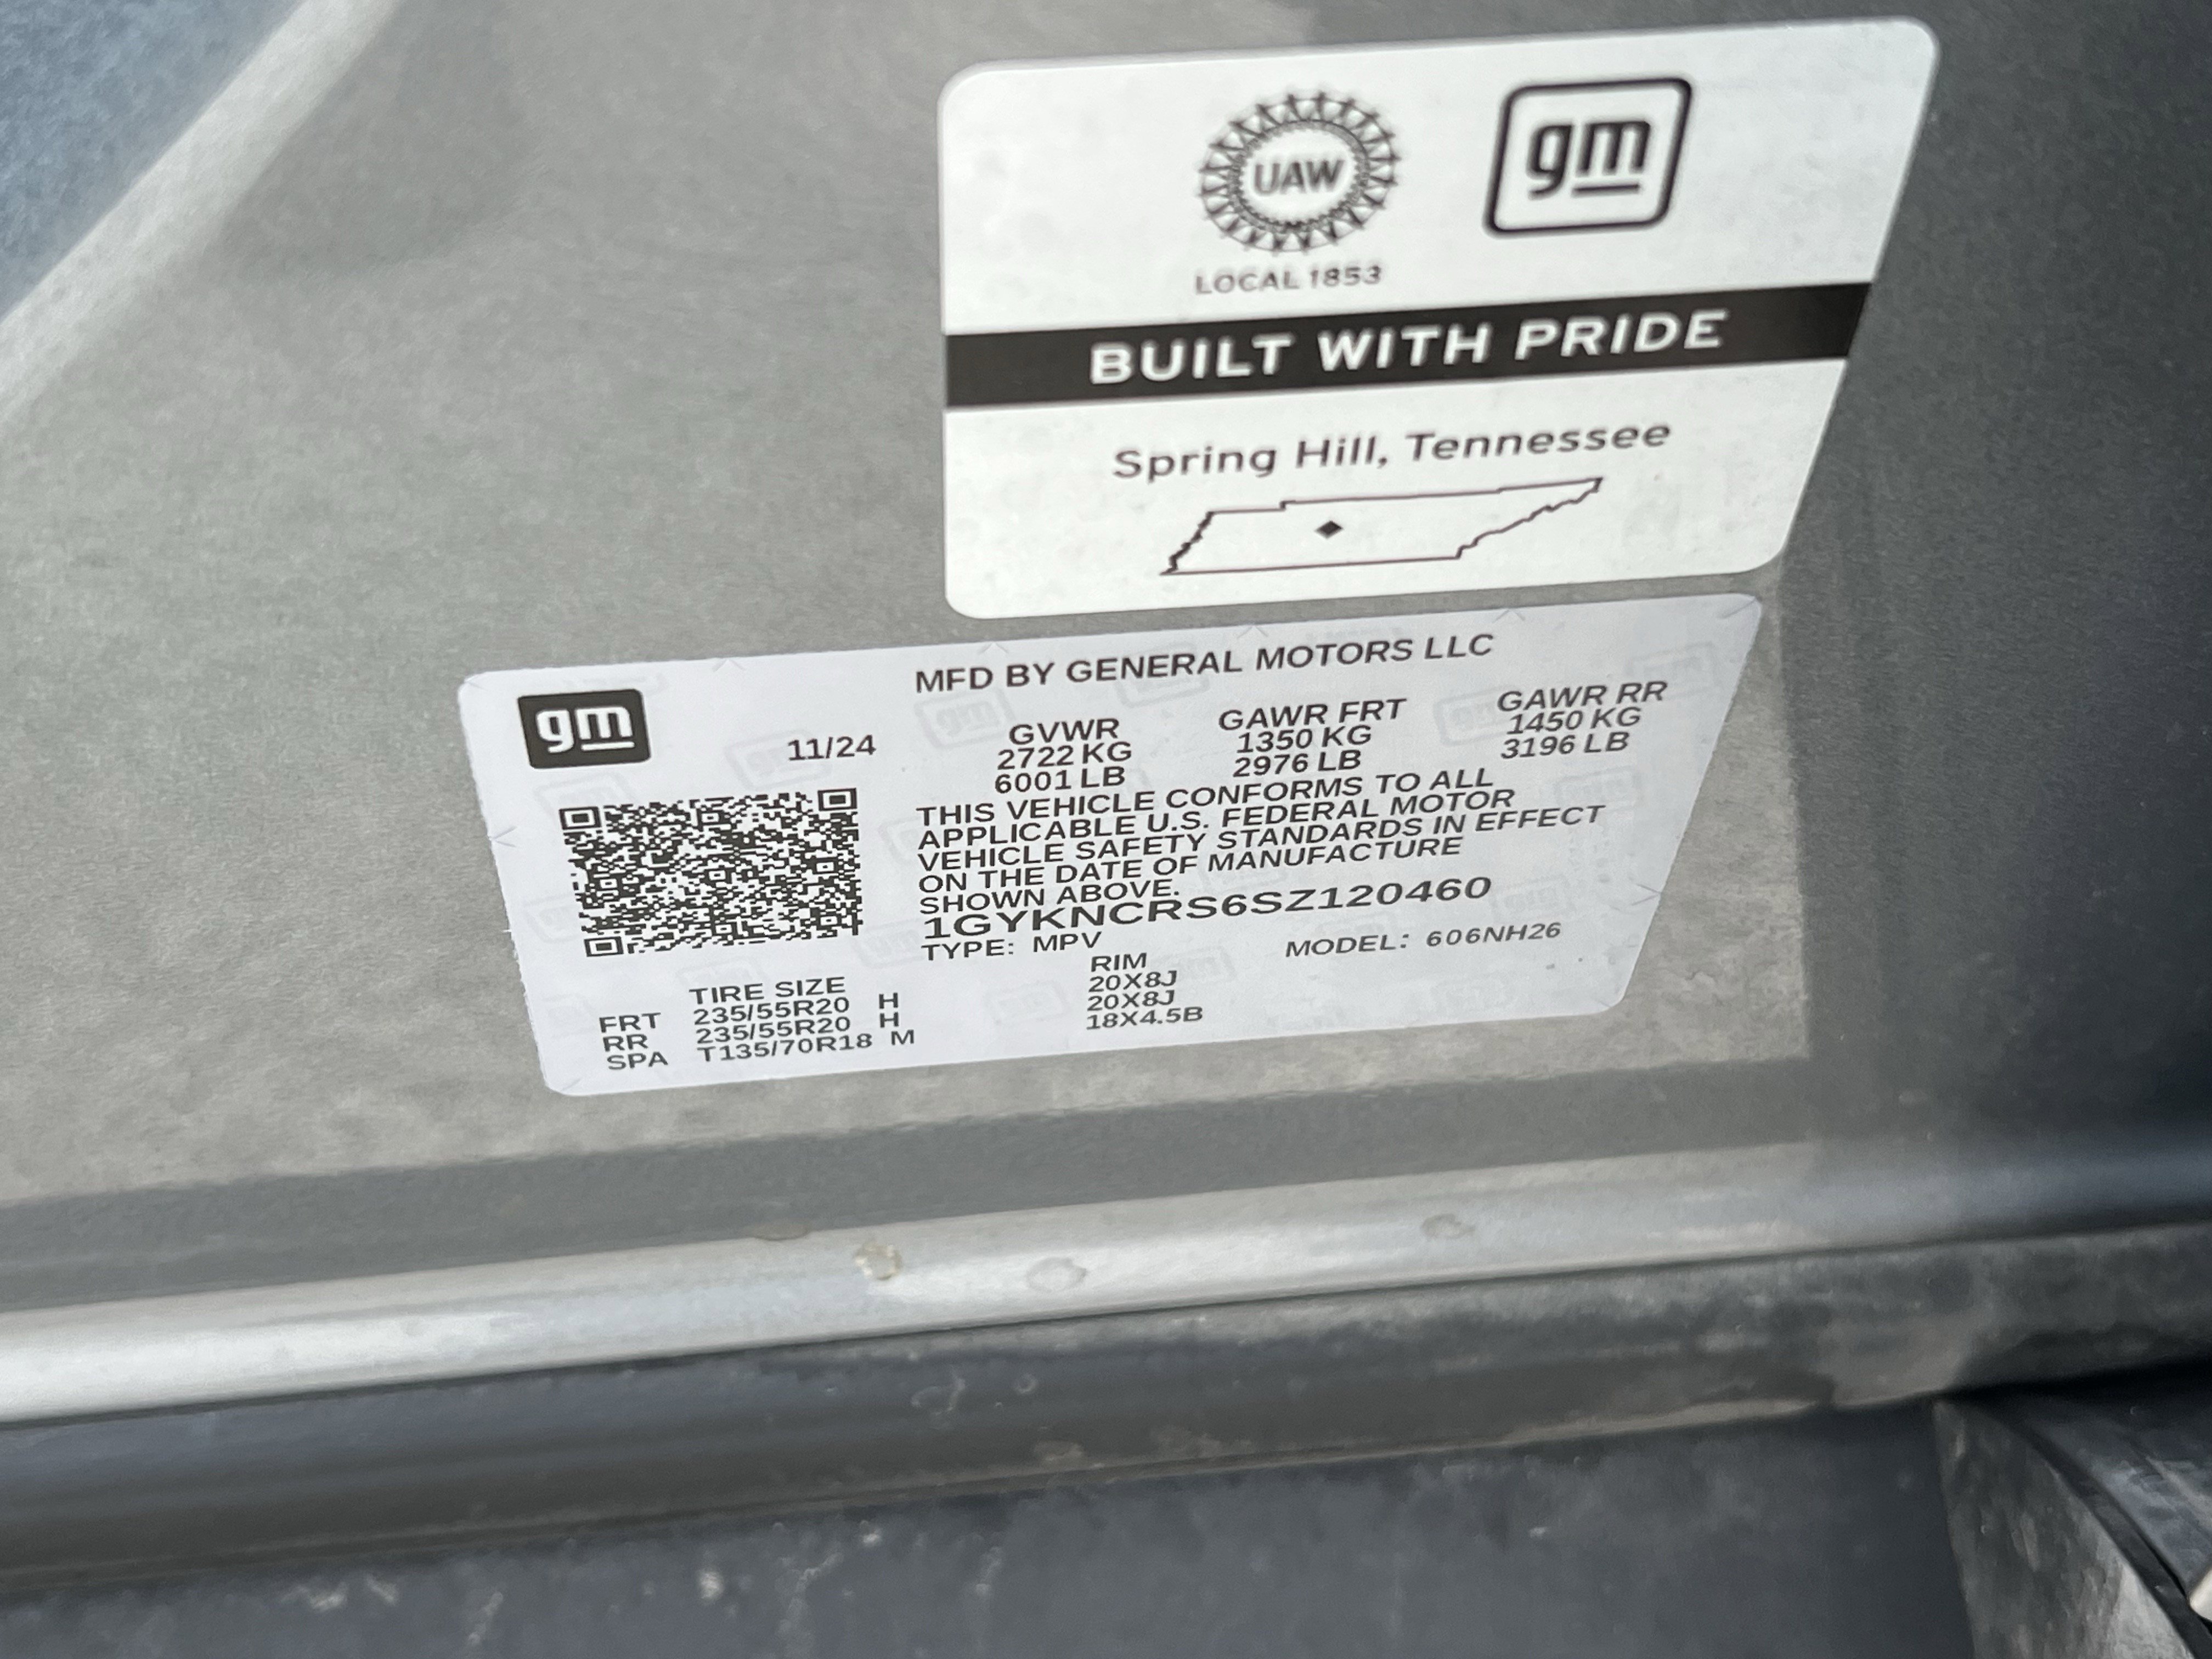 UAW
gm
LOCAL 1853
BUILT WITH PRIDE
Spring Hill, Tennessee
gm
MFD BY GENERAL MOTORS LLC
11/24
GVWR GAWR FRT GAWR RR
2722 KG 1350 KG 1450 KG
6001 LB 2976 LB 3196 LB
THIS VEHICLE CONFORMS TO ALL
APPLICABLE U.S. FEDERAL MOTOR
VEHICLE SAFETY STANDARDS IN EFFECT
ON THE DATE OF MANUFACTURE
SHOWN ABOVE.
1GYKNCRS6SZ120460
TYPE: MPV MODEL: 606NH26
TIRE SIZE RIM
FRT 235/55R20 H 20X8J
RR 235/55R20 H 20X8J
SPA T135/70R18 M 18X4.5B